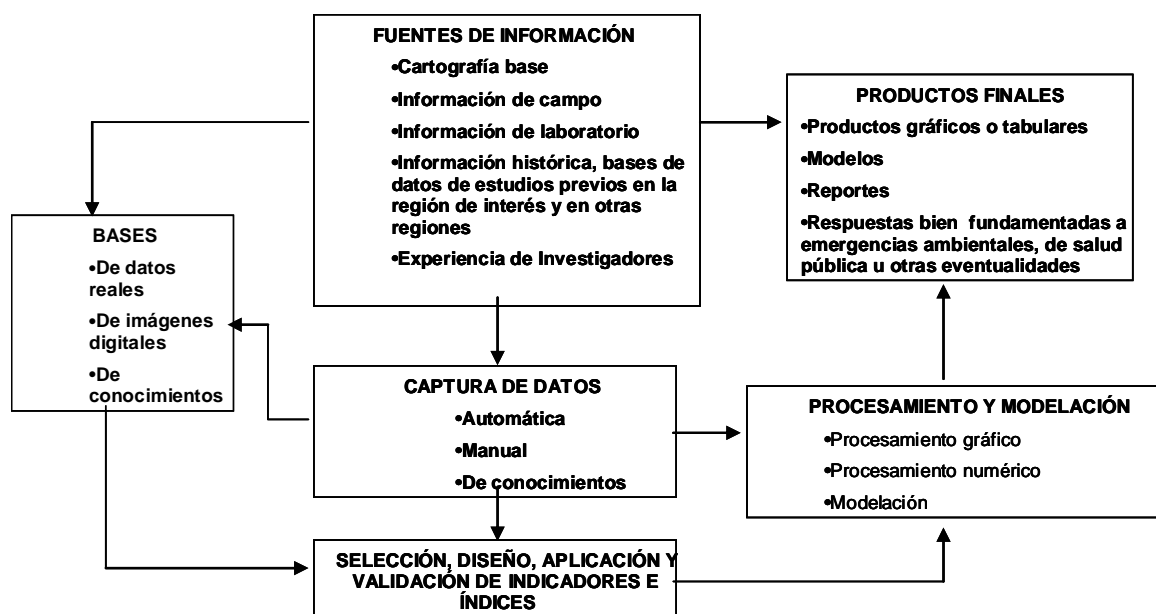 FUENTES DE INFORMACIÓN
•Cartografía base
•Información de campo
•Información de laboratorio
•Información histórica, bases de
datos de estudios previos en la
región de interés y en otras
regiones
•Experiencia de Investigadores
PRODUCTOS FINALES
•Productos gráficos o tabulares
•Modelos
•Reportes
•Respuestas bien fundamentadas a
emergencias ambientales, de salud
pública u otras eventualidades
BASES
•De datos
reales
•De imágenes
digitales
•De
conocimientos
CAPTURA DE DATOS
•Automática
•Manual
•De conocimientos
PROCESAMIENTO Y MODELACIÓN
•Procesamiento gráfico
•Procesamiento numérico
•Modelación
SELECCIÓN, DISEÑO, APLICACIÓN Y
VALIDACIÓN DE INDICADORES E
ÍNDICES